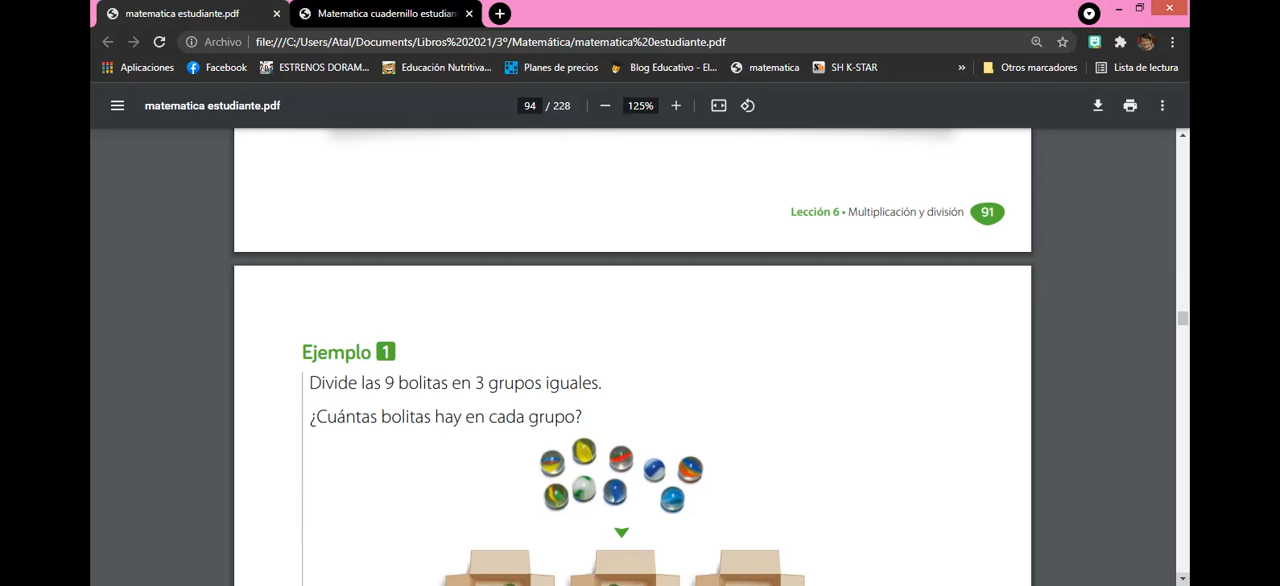 matematica estudiante.pdf
Matematica cuadernillo estudian
Archivo
file:///C:/Users/Atal/Documents/Libros%202021/3°/Matemática/matematica%20estudiante.pdf
Aplicaciones Facebook ESTRENOS DORAM... Educación Nutritiva... Planes de precios Blog Educativo - El... matematica SH K-STAR » Otros marcadores Lista de lectura
matematica estudiante.pdf 94 / 228 125%
Lección 6 • Multiplicación y división 91
Ejemplo 1
Divide las 9 bolitas en 3 grupos iguales.
¿Cuántas bolitas hay en cada grupo?